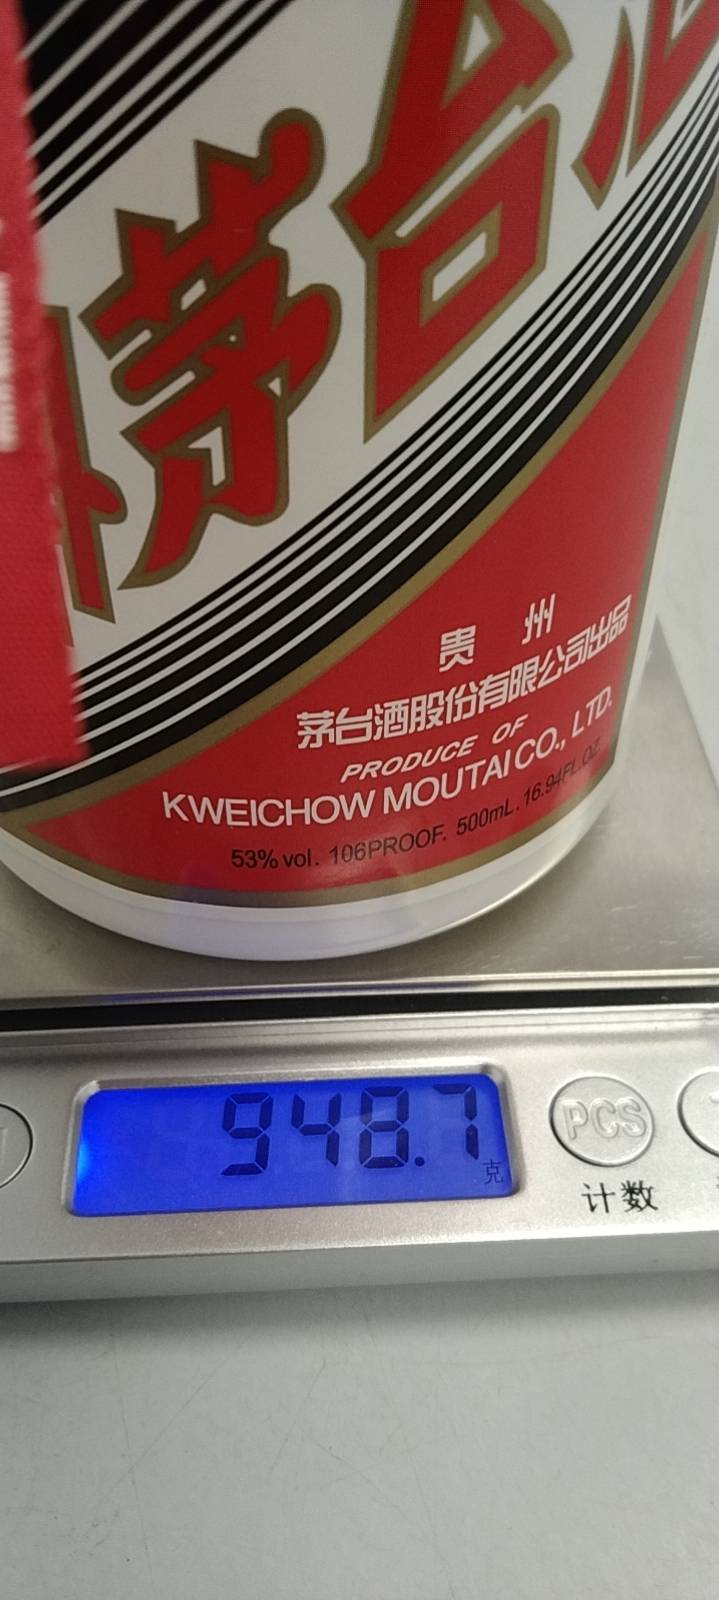 茅台
贵 州
茅台酒股份有限公司出品
PRODUCE OF
KWEICHOW MOUTAI CO., LTD.
53% vol. 106PROOF. 500mL. 16.94FL.OZ
948.7
克
PCS
计数